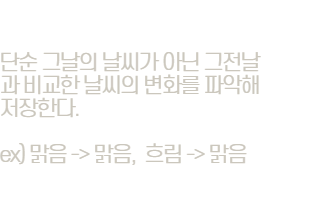 단순 그날의 날씨가 아닌 그전날
과 비교한 날씨의 변화를 파악해
저장한다.
ex) 맑음 -> 맑음, 흐림 -> 맑음